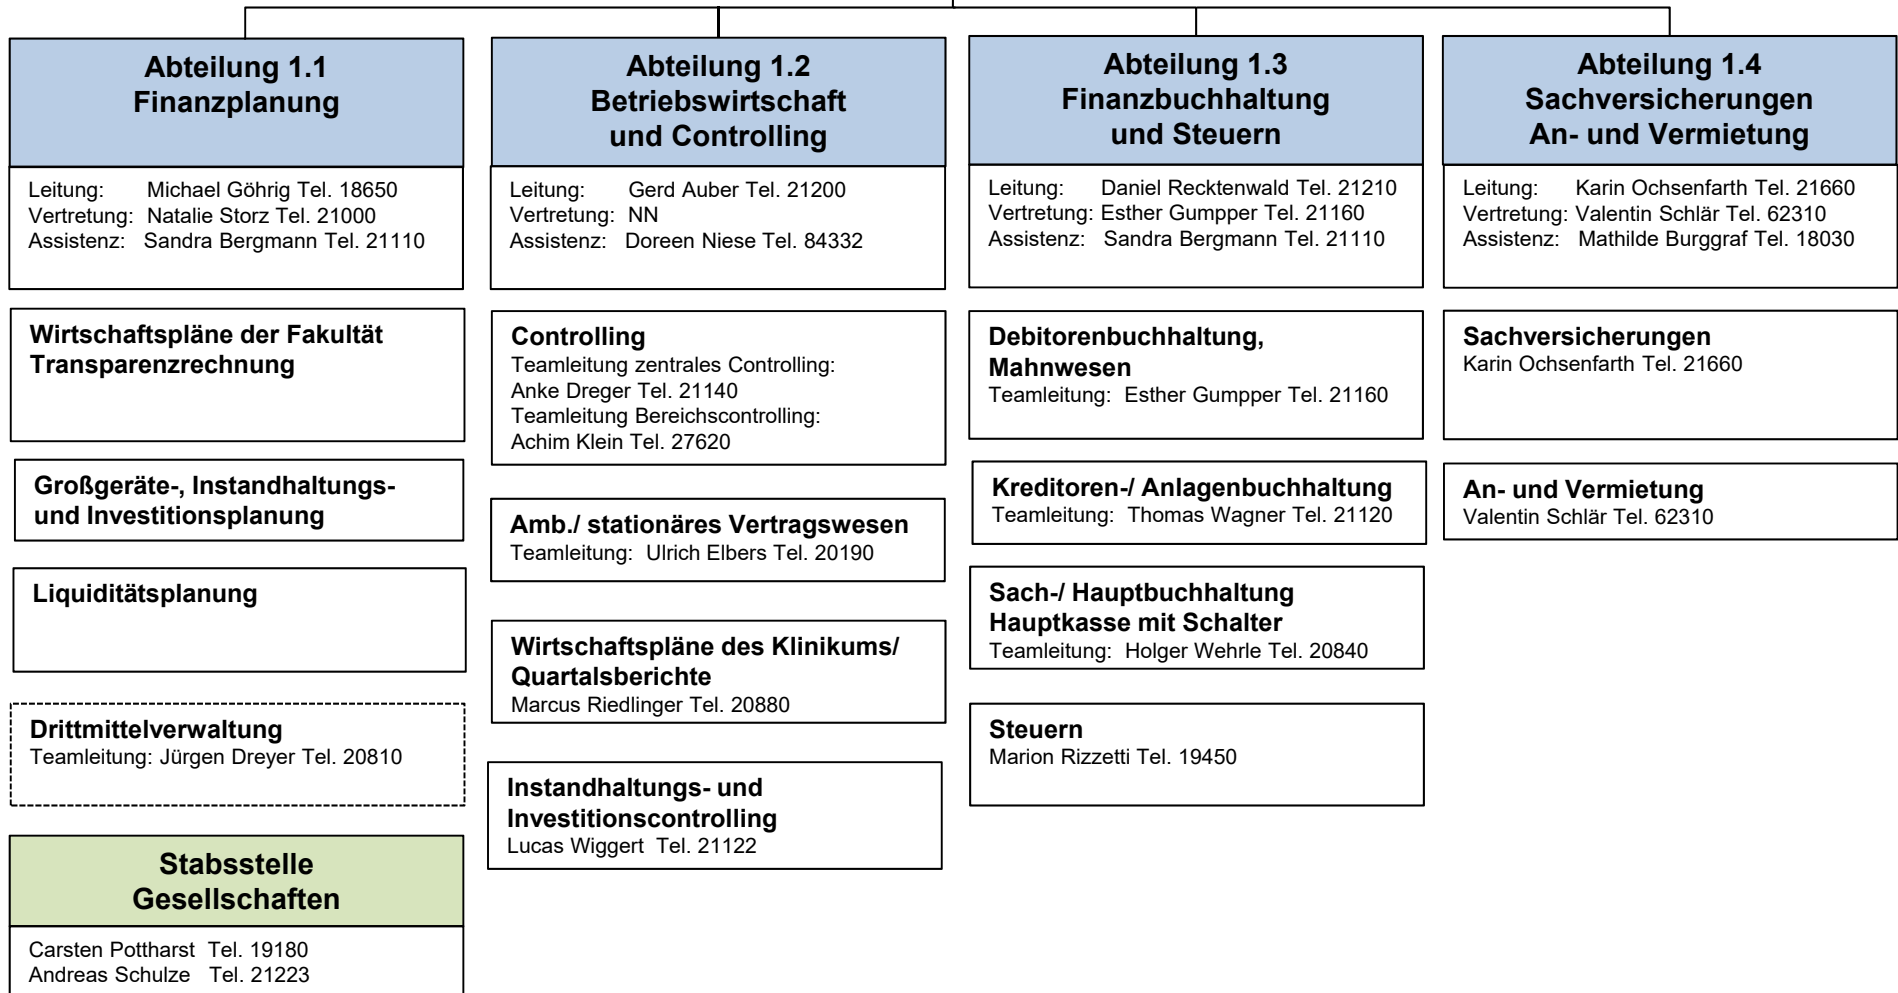 Abteilung 1.1
Finanzplanung
Leitung: Michael Göhrig Tel. 18650
Vertretung: Natalie Storz Tel. 21000
Assistenz: Sandra Bergmann Tel. 21110
Wirtschaftspläne der Fakultät
Transparenzrechnung
Großgeräte-, Instandhaltungs-
und Investitionsplanung
Liquiditätsplanung
Drittmittelverwaltung
Teamleitung: Jürgen Dreyer Tel. 20810
Stabsstelle
Gesellschaften
Carsten Pottharst Tel. 19180
Andreas Schulze Tel. 21223
Abteilung 1.2
Betriebswirtschaft
und Controlling
Leitung: Gerd Auber Tel. 21200
Vertretung: NN
Assistenz: Doreen Niese Tel. 84332
Controlling
Teamleitung zentrales Controlling:
Anke Dreger Tel. 21140
Teamleitung Bereichscontrolling:
Achim Klein Tel. 27620
Amb./ stationäres Vertragswesen
Teamleitung: Ulrich Elbers Tel. 20190
Wirtschaftspläne des Klinikums/
Quartalsberichte
Marcus Riedlinger Tel. 20880
Instandhaltungs- und
Investitionscontrolling
Lucas Wiggert Tel. 21122
Abteilung 1.3
Finanzbuchhaltung
und Steuern
Leitung: Daniel Recktenwald Tel. 21210
Vertretung: Esther Gumpper Tel. 21160
Assistenz: Sandra Bergmann Tel. 21110
Debitorenbuchhaltung,
Mahnwesen
Teamleitung: Esther Gumpper Tel. 21160
Kreditoren-/ Anlagenbuchhaltung
Teamleitung: Thomas Wagner Tel. 21120
Sach-/ Hauptbuchhaltung
Hauptkasse mit Schalter
Teamleitung: Holger Wehrle Tel. 20840
Steuern
Marion Rizzetti Tel. 19450
Abteilung 1.4
Sachversicherungen
An- und Vermietung
Leitung: Karin Ochsenfarth Tel. 21660
Vertretung: Valentin Schlär Tel. 62310
Assistenz: Mathilde Burggraf Tel. 18030
Sachversicherungen
Karin Ochsenfarth Tel. 21660
An- und Vermietung
Valentin Schlär Tel. 62310